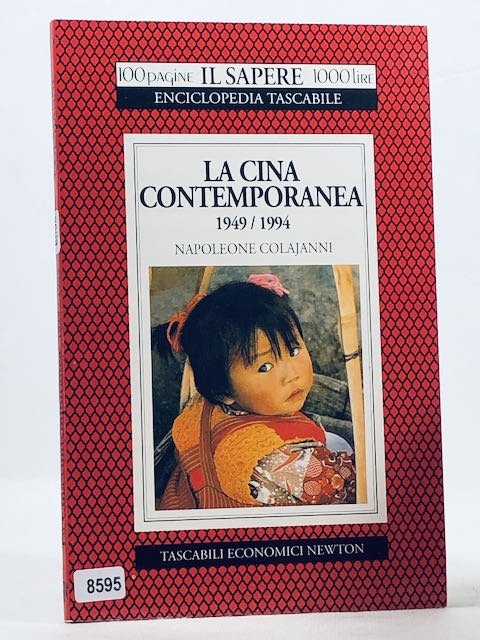 100 pagine IL SAPERE 1000 lire
ENCICLOPEDIA TASCABILE
LA CINA
CONTEMPORANEA
1949 / 1994
NAPOLEONE COLAJANNI
TASCABILI ECONOMICI NEWTON
8595